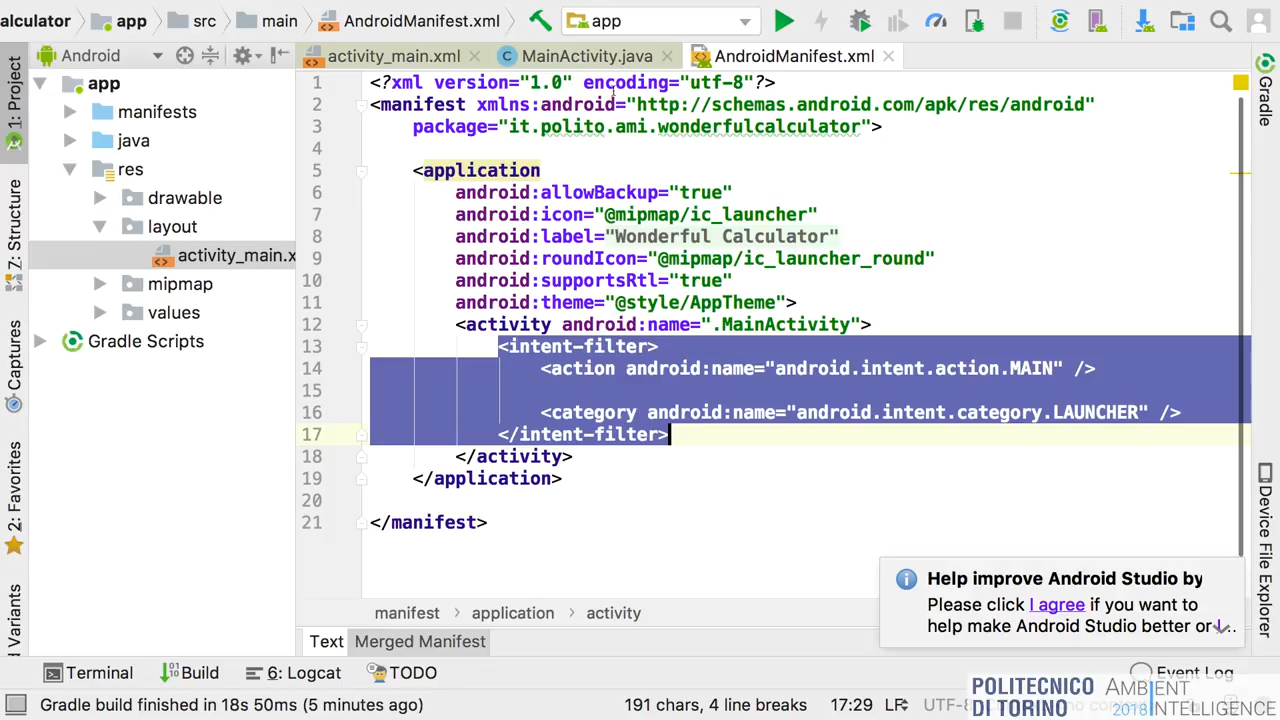 alculator
app
src
main
AndroidManifest.xml
app
Android
activity_main.xml
MainActivity.java
AndroidManifest.xml
1: Project
Z: Structure
Captures
2: Favorites
Variants
app
manifests
java
res
drawable
layout
activity_main.x
mipmap
values
Gradle Scripts
1 <?xml version="1.0" encoding="utf-8"?>
2 <manifest xmlns:android="http://schemas.android.com/apk/res/android"
3 package="it.polito.ami.wonderfulcalculator">
4
5 <application
6 android:allowBackup="true"
7 android:icon="@mipmap/ic_launcher"
8 android:label="Wonderful Calculator"
9 android:roundIcon="@mipmap/ic_launcher_round"
10 android:supportsRtl="true"
11 android:theme="@style/AppTheme">
12 <activity android:name=".MainActivity">
13 <intent-filter>
14 <action android:name="android.intent.action.MAIN" />
15
16 <category android:name="android.intent.category.LAUNCHER" />
17 </intent-filter>
18 </activity>
19 </application>
20
21 </manifest>
Gradle
Device File Explorer
Help improve Android Studio by
Please click I agree if you want to
help make Android Studio better or I...
manifest > application > activity
Text Merged Manifest
Terminal Build 6: Logcat TODO Event Log
Gradle build finished in 18s 50ms (5 minutes ago) 191 chars, 4 line breaks 17:29 LF UTF-8
POLITECNICO
DI TORINO
AMBIENT
2018 INTELLIGENCE